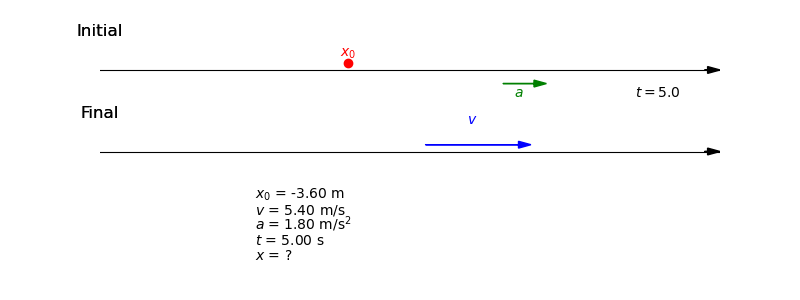 Initial
x₀
a
t = 5.0
Final
v
x₀ = -3.60 m
v = 5.40 m/s
a = 1.80 m/s²
t = 5.00 s
x = ?